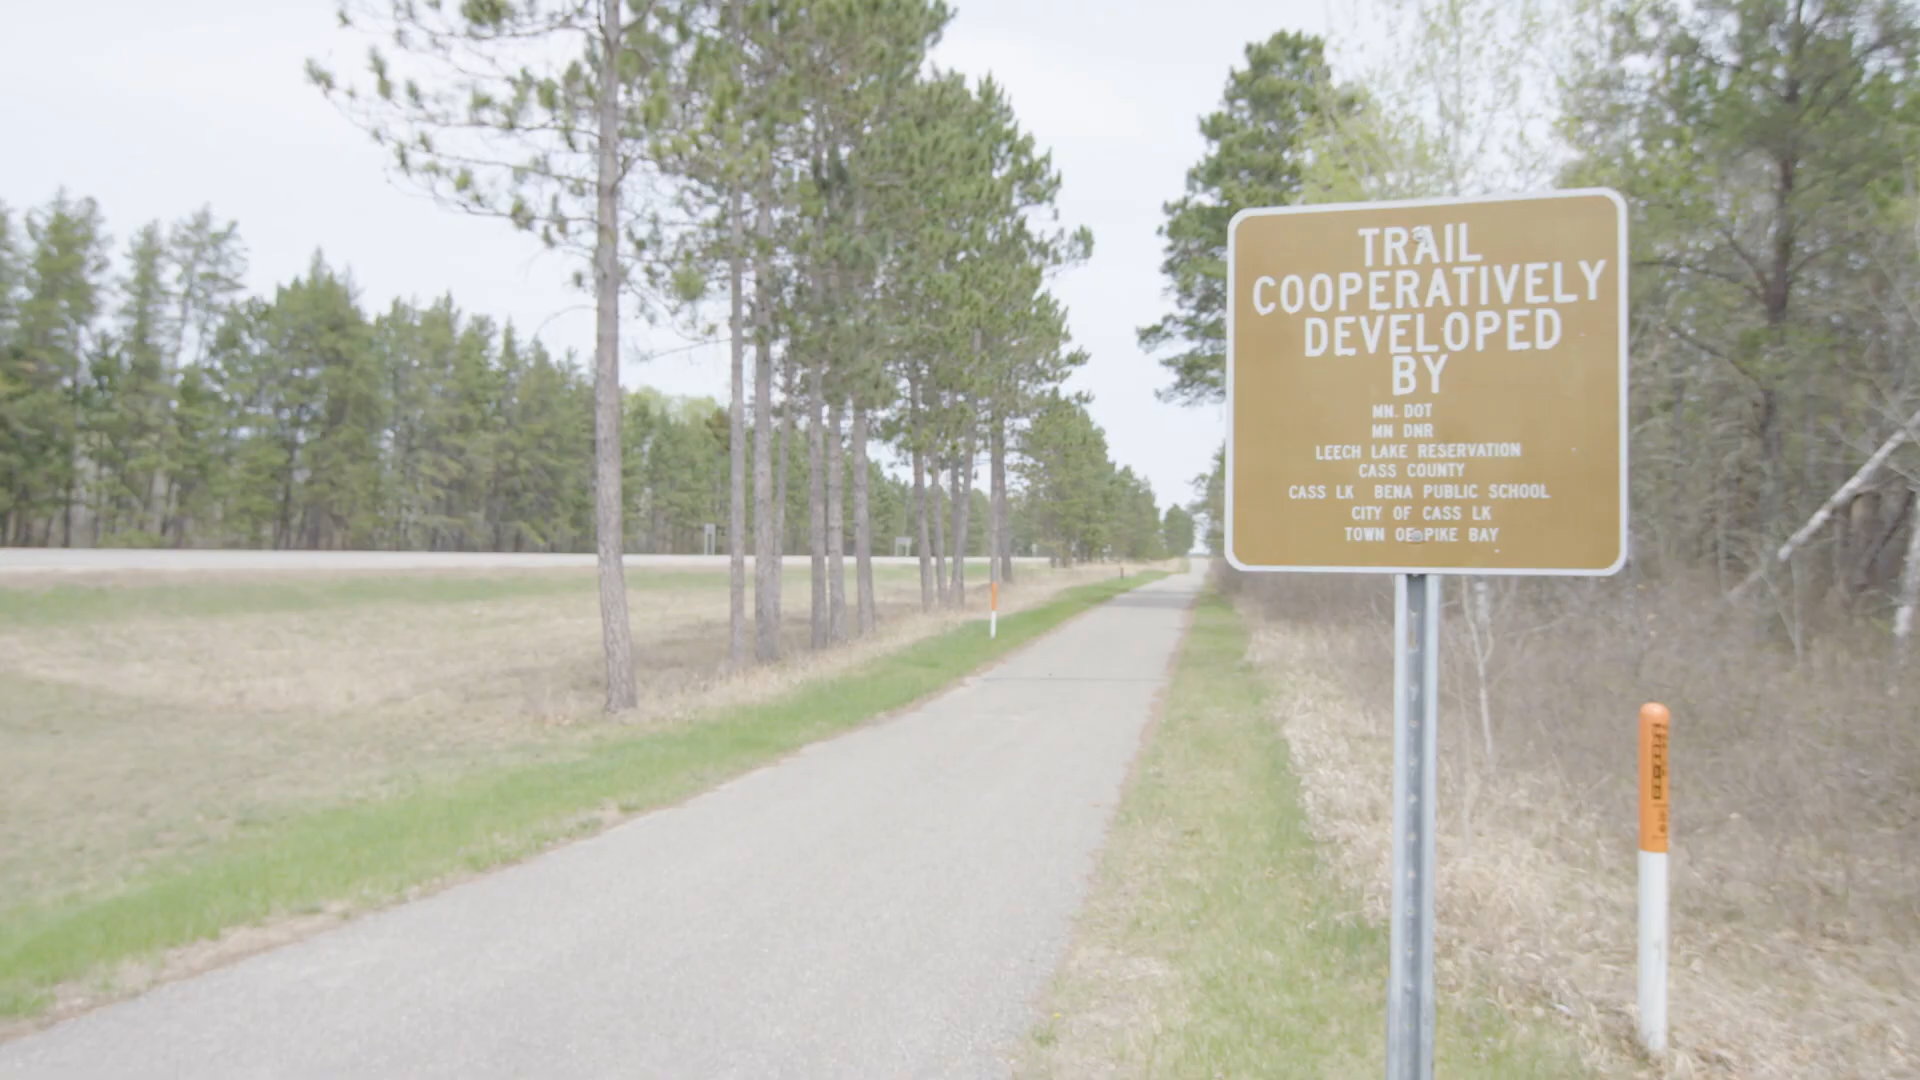 TRAIL
COOPERATIVELY
DEVELOPED
BY
MN. DOT
MN DNR
LEECH LAKE RESERVATION
CASS COUNTY
CASS LK BENA PUBLIC SCHOOL
CITY OF CASS LK
TOWN OF PIKE BAY